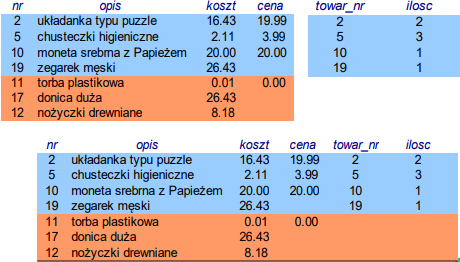 nr opis koszt cena towar_nr ilosc
2 układanka typu puzzle 16.43 19.99 2 2
5 chusteczki higieniczne 2.11 3.99 5 3
10 moneta srebrna z Papieżem 20.00 20.00 10 1
19 zegarek męski 26.43 19 1
11 torba plastikowa 0.01 0.00
17 donica duża 26.43
12 nożyczki drewniane 8.18
nr opis koszt cena towar_nr ilosc
2 układanka typu puzzle 16.43 19.99 2 2
5 chusteczki higieniczne 2.11 3.99 5 3
10 moneta srebrna z Papieżem 20.00 20.00 10 1
19 zegarek męski 26.43 19 1
11 torba plastikowa 0.01 0.00
17 donica duża 26.43
12 nożyczki drewniane 8.18